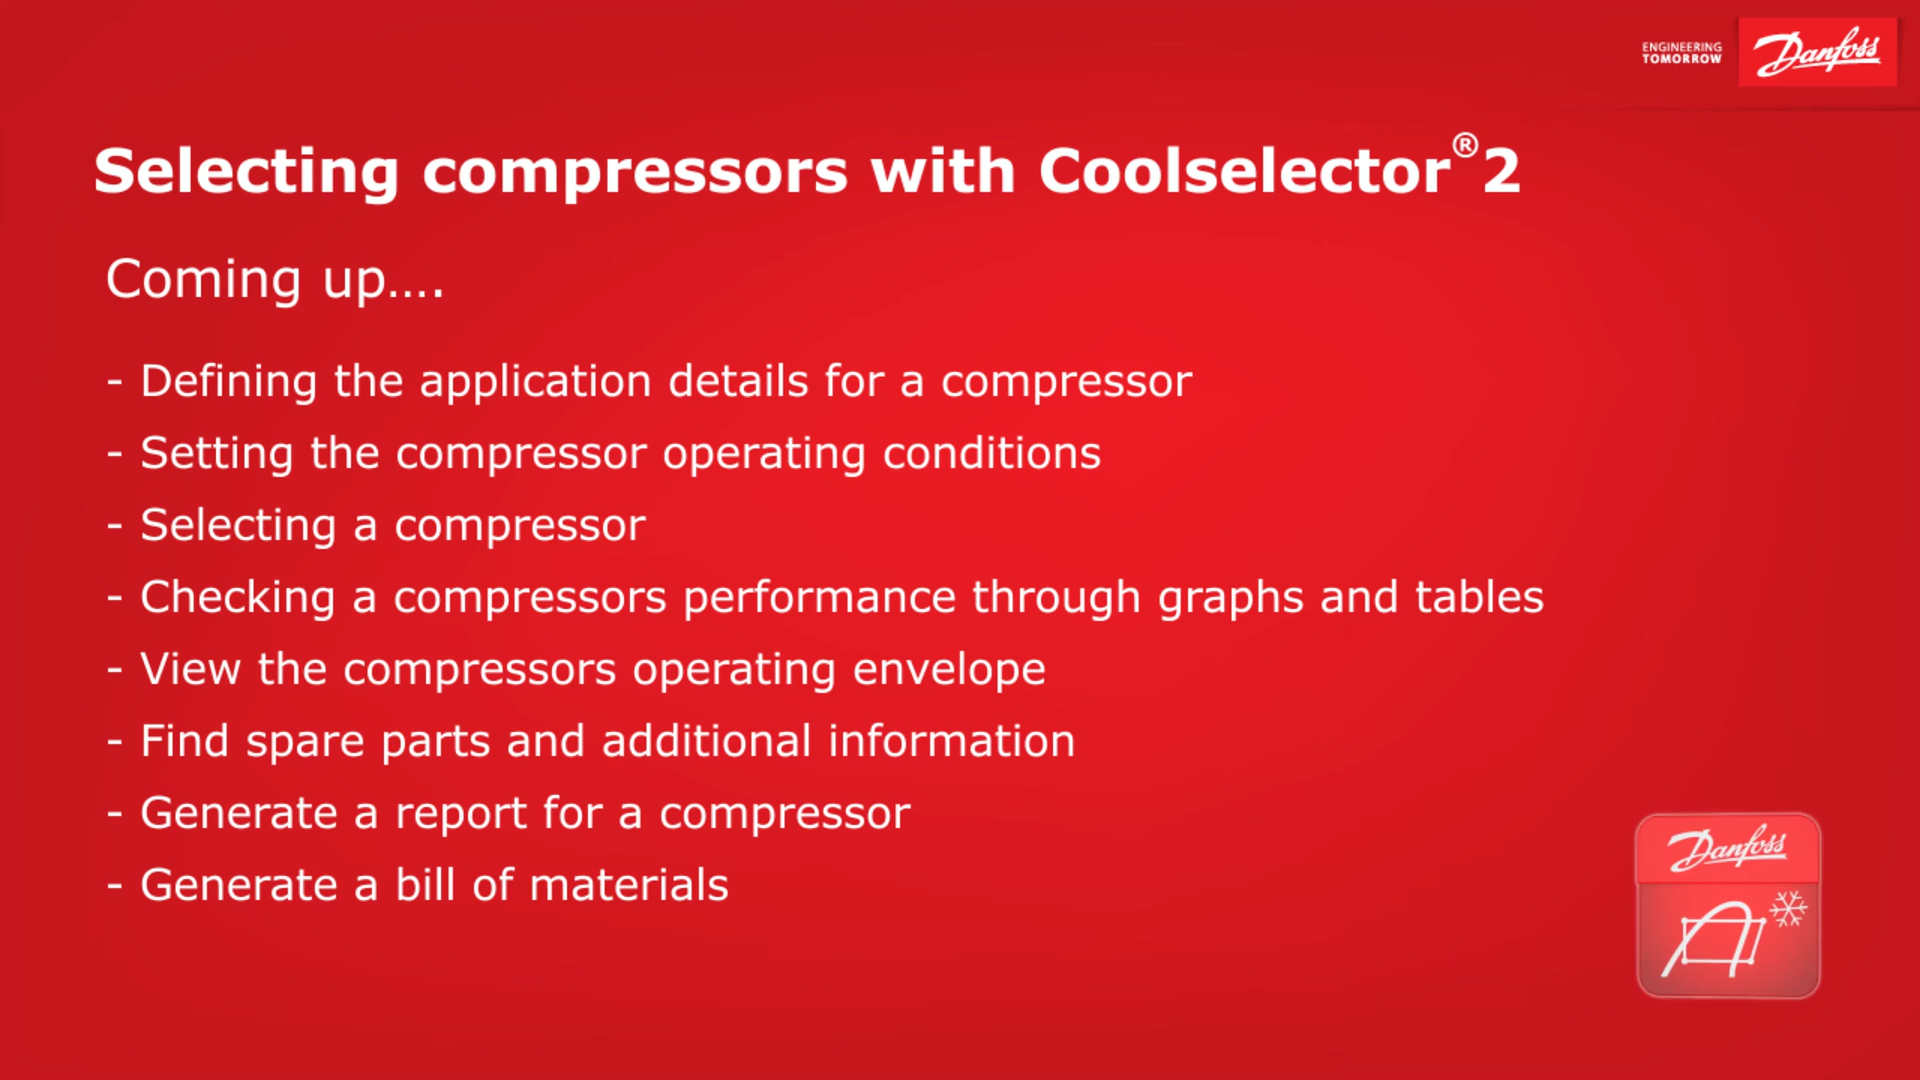 ENGINEERING
TOMORROW
Danfoss
Selecting compressors with Coolselector®2
Coming up....
- Defining the application details for a compressor
- Setting the compressor operating conditions
- Selecting a compressor
- Checking a compressors performance through graphs and tables
- View the compressors operating envelope
- Find spare parts and additional information
- Generate a report for a compressor
- Generate a bill of materials
Danfoss